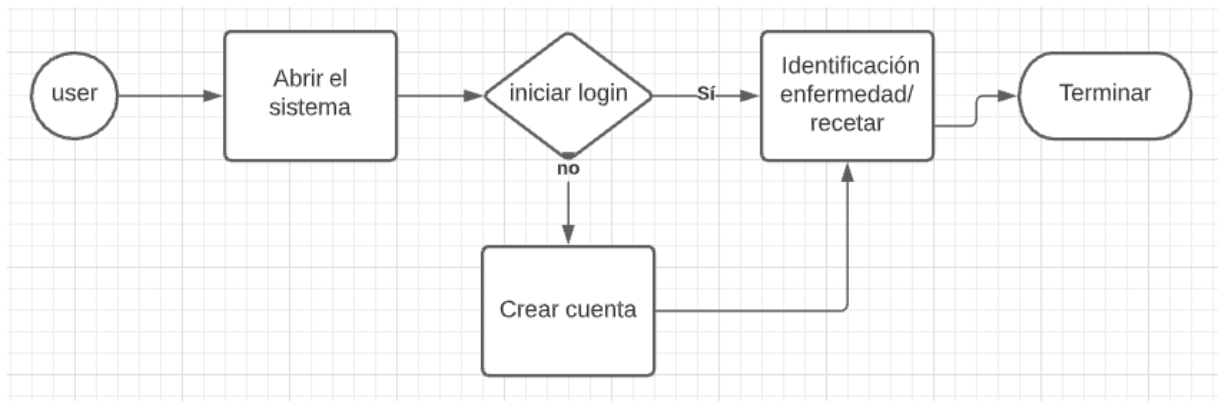 user
Abrir el
sistema
iniciar login
Sí
Identificación
enfermedad/
recetar
Terminar
no
Crear cuenta